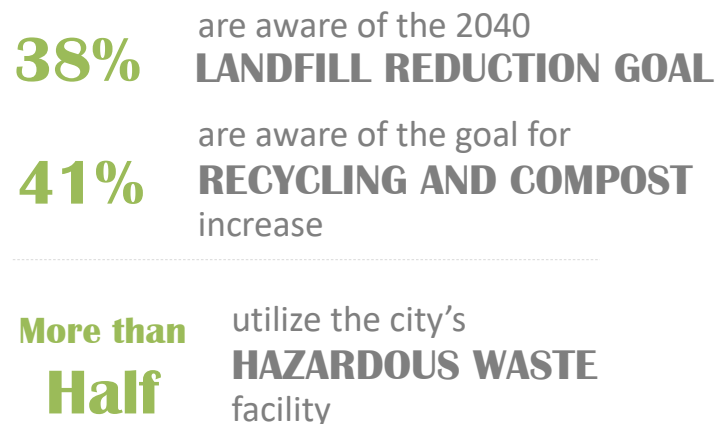 38%
are aware of the 2040
LANDFILL REDUCTION GOAL
41%
are aware of the goal for
RECYCLING AND COMPOST
increase
More than
Half
utilize the city's
HAZARDOUS WASTE
facility